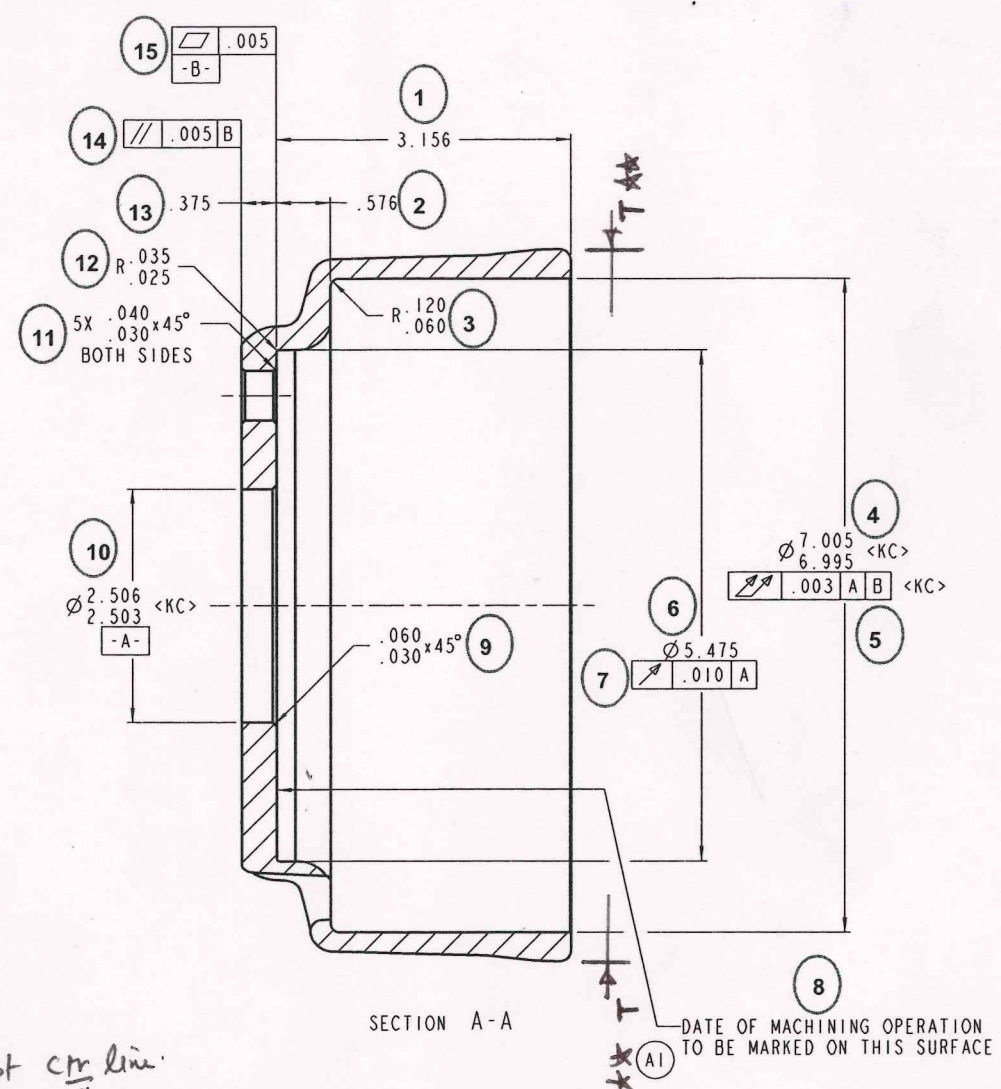 15 ⏥ .005
-B-
1
3.156
14 // .005 B
13 .375
.576 2
T **
12 R .035
.025
11 5X .040
.030 x45°
BOTH SIDES
R .120
.060 3
4
Ø 7.005 <KC>
6.995
⌰ .003 A B <KC>
5
10
Ø 2.506 <KC>
2.503
-A-
.060 x45° 9
.030
6
Ø5.475
7 ↗ .010 A
8
DATE OF MACHINING OPERATION
TO BE MARKED ON THIS SURFACE
A1
** T
SECTION A-A
line.